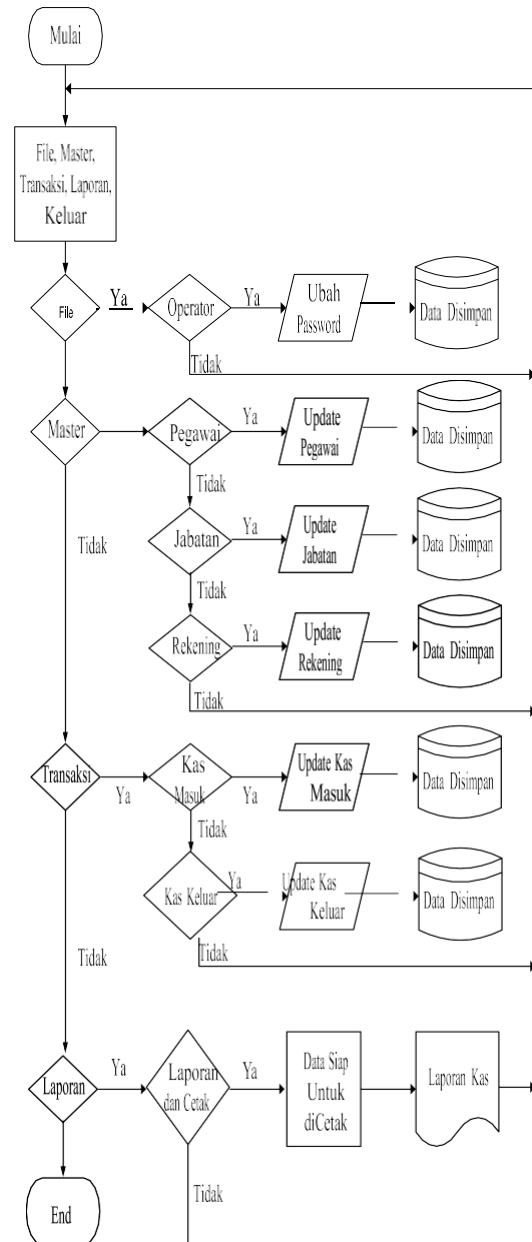 Mulai
File, Master,
Transaksi, Laporan,
Keluar
File
Ya
Operator
Ya
Ubah
Password
Data Disimpan
Tidak
Master
Pegawai
Ya
Update
Pegawai
Data Disimpan
Tidak
Tidak
Jabatan
Ya
Update
Jabatan
Data Disimpan
Tidak
Rekening
Ya
Update
Rekening
Data Disimpan
Tidak
Transaksi
Ya
Kas
Masuk
Ya
Update Kas
Masuk
Data Disimpan
Tidak
Kas Keluar
Ya
Update Kas
Keluar
Data Disimpan
Tidak
Tidak
Laporan
Ya
Laporan
dan Cetak
Ya
Data Siap
Untuk
diCetak
Laporan Kas
Tidak
End